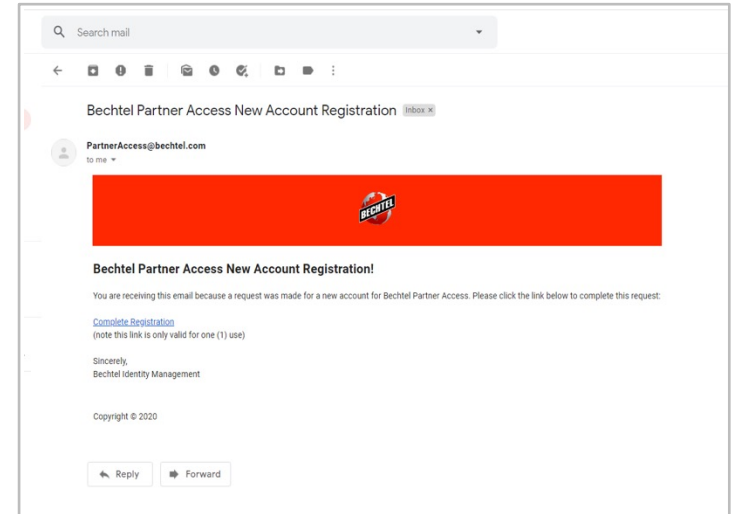 Search mail
Bechtel Partner Access New Account Registration Inbox ×
PartnerAccess@bechtel.com
to me
BECHTEL
Bechtel Partner Access New Account Registration!
You are receiving this email because a request was made for a new account for Bechtel Partner Access. Please click the link below to complete this request:
Complete Registration
(note this link is only valid for one (1) use)
Sincerely,
Bechtel Identity Management
Copyright © 2020
Reply Forward